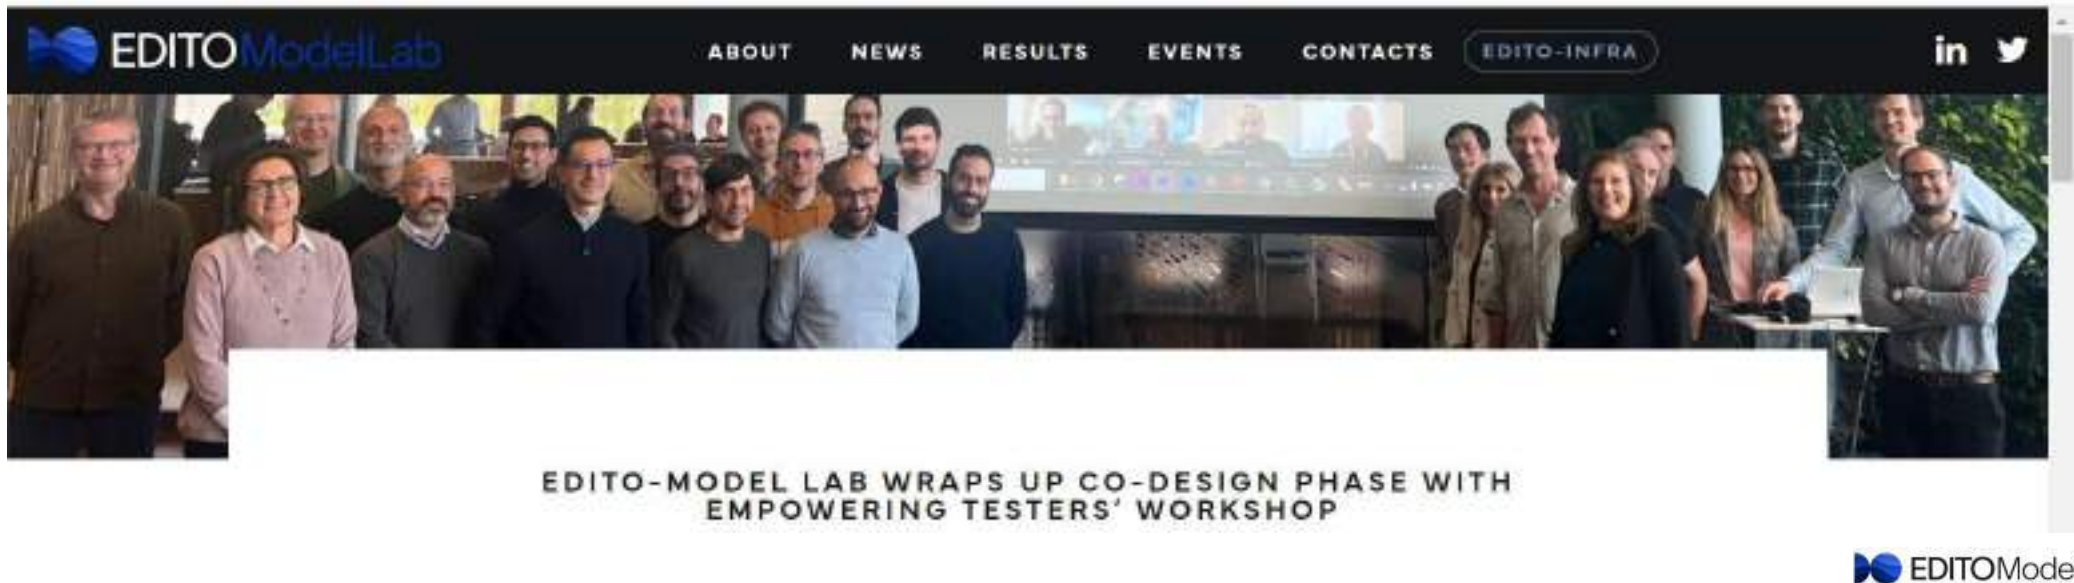 EDITOModelLab
ABOUT NEWS RESULTS EVENTS CONTACTS EDITO-INFRA in
EDITO-MODEL LAB WRAPS UP CO-DESIGN PHASE WITH
EMPOWERING TESTERS' WORKSHOP
EDITOMode